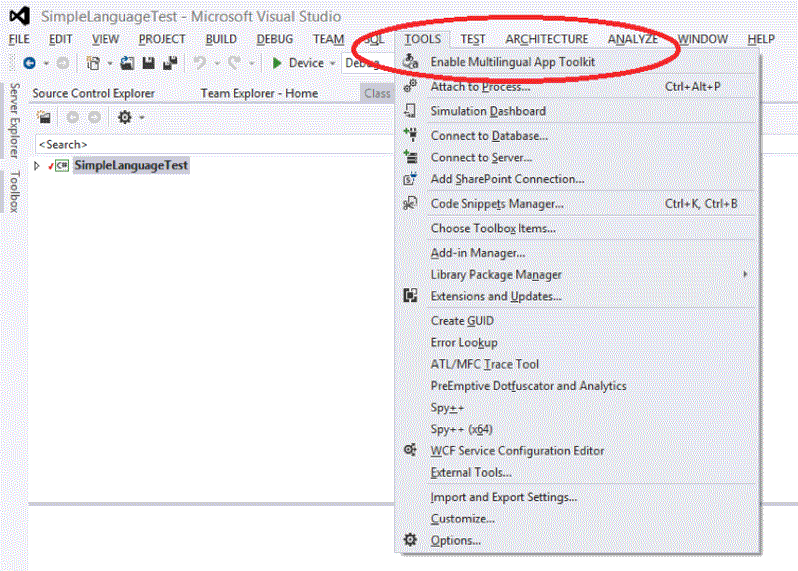 SimpleLanguageTest - Microsoft Visual Studio
FILE EDIT VIEW PROJECT BUILD DEBUG TEAM SQL TOOLS TEST ARCHITECTURE ANALYZE WINDOW HELP
Device Debug
Enable Multilingual App Toolkit
Source Control Explorer Team Explorer - Home Class
Attach to Process... Ctrl+Alt+P
Simulation Dashboard
<Search>
Connect to Database...
Connect to Server...
SimpleLanguageTest
Add SharePoint Connection...
Server Explorer
Toolbox
Code Snippets Manager... Ctrl+K, Ctrl+B
Choose Toolbox Items...
Add-in Manager...
Library Package Manager
Extensions and Updates...
Create GUID
Error Lookup
ATL/MFC Trace Tool
PreEmptive Dotfuscator and Analytics
Spy++
Spy++ (x64)
WCF Service Configuration Editor
External Tools...
Import and Export Settings...
Customize...
Options...